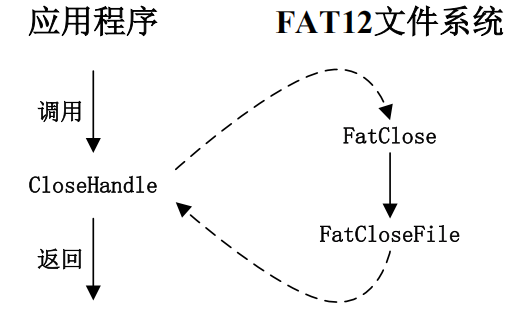 应用程序
FAT12文件系统
调用
FatClose
CloseHandle
FatCloseFile
返回